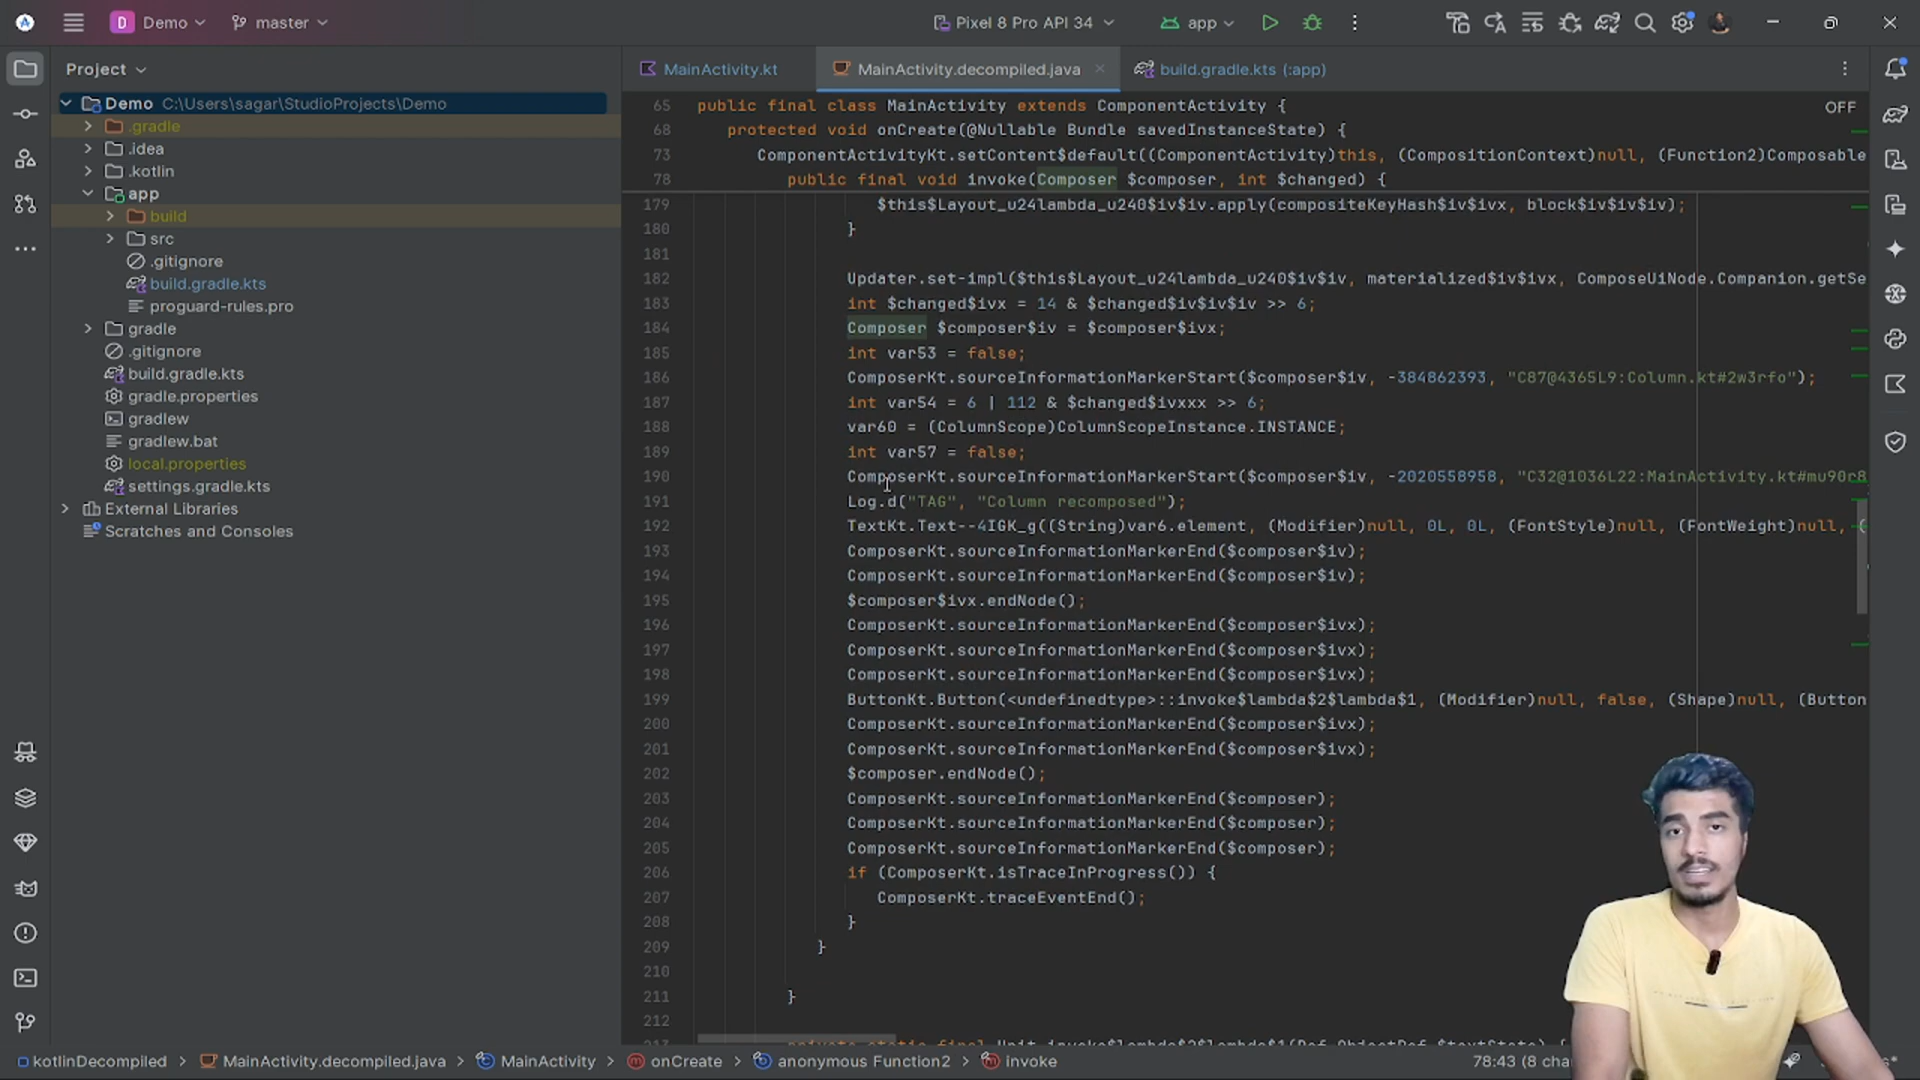 D Demo master Pixel 8 Pro API 34 app
Project MainActivity.kt MainActivity.decompiled.java build.gradle.kts (:app)
Demo C:\Users\sagar\StudioProjects\Demo
.gradle
.idea
.kotlin
app
build
src
.gitignore
build.gradle.kts
proguard-rules.pro
gradle
.gitignore
build.gradle.kts
gradle.properties
gradlew
gradlew.bat
local.properties
settings.gradle.kts
External Libraries
Scratches and Consoles
OFF
65 public final class MainActivity extends ComponentActivity {
68 protected void onCreate(@Nullable Bundle savedInstanceState) {
73 ComponentActivityKt.setContent$default((ComponentActivity)this, (CompositionContext)null, (Function2)Composable
78 public final void invoke(Composer $composer, int $changed) {
179 $this$Layout_u24lambda_u240$iv$iv.apply(compositeKeyHash$iv$ivx, block$iv$iv$iv);
180 }
181
182 Updater.set-impl($this$Layout_u24lambda_u240$iv$iv, materialized$iv$ivx, ComposeUiNode.Companion.getSe
183 int $changed$ivx = 14 & $changed$iv$iv$iv >> 6;
184 Composer $composer$iv = $composer$ivx;
185 int var53 = false;
186 ComposerKt.sourceInformationMarkerStart($composer$iv, -384862393, "C87@4365L9:Column.kt#2w3rfo");
187 int var54 = 6 | 112 & $changed$ivxxx >> 6;
188 var60 = (ColumnScope)ColumnScopeInstance.INSTANCE;
189 int var57 = false;
190 ComposerKt.sourceInformationMarkerStart($composer$iv, -2020558958, "C32@1036L22:MainActivity.kt#mu90r8
191 Log.d("TAG", "Column recomposed");
192 TextKt.Text--4IGK_g((String)var6.element, (Modifier)null, 0L, 0L, (FontStyle)null, (FontWeight)null, (
193 ComposerKt.sourceInformationMarkerEnd($composer$iv);
194 ComposerKt.sourceInformationMarkerEnd($composer$iv);
195 $composer$ivx.endNode();
196 ComposerKt.sourceInformationMarkerEnd($composer$ivx);
197 ComposerKt.sourceInformationMarkerEnd($composer$ivx);
198 ComposerKt.sourceInformationMarkerEnd($composer$ivx);
199 ButtonKt.Button(<undefinedtype>::invoke$lambda$2$lambda$1, (Modifier)null, false, (Shape)null, (Button
200 ComposerKt.sourceInformationMarkerEnd($composer$ivx);
201 ComposerKt.sourceInformationMarkerEnd($composer$ivx);
202 $composer.endNode();
203 ComposerKt.sourceInformationMarkerEnd($composer);
204 ComposerKt.sourceInformationMarkerEnd($composer);
205 ComposerKt.sourceInformationMarkerEnd($composer);
206 if (ComposerKt.isTraceInProgress()) {
207 ComposerKt.traceEventEnd();
208 }
209 }
210
211 }
212
kotlinDecompiled MainActivity.decompiled.java MainActivity onCreate anonymous Function2 invoke 78:43 (8 cha